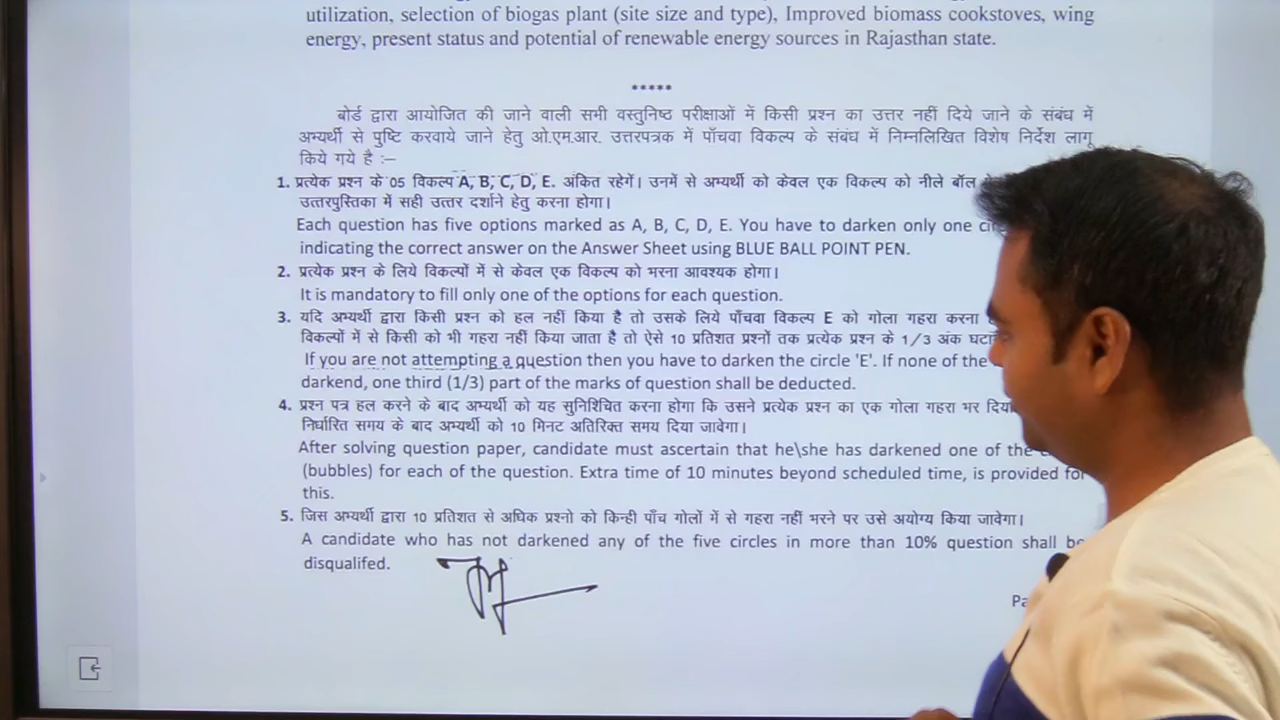 utilization, selection of biogas plant (site size and type), Improved biomass cookstoves, wing
energy, present status and potential of renewable energy sources in Rajasthan state.
*****
बोर्ड द्वारा आयोजित की जाने वाली सभी वस्तुनिष्ठ परीक्षाओं में किसी प्रश्न का उत्तर नहीं दिये जाने के संबंध में
अभ्यर्थी से पुष्टि करवाये जाने हेतु ओ.एम.आर. उत्तरपत्रक में पॉचवा विकल्प के संबंध में निम्नलिखित विशेष निर्देश लागू
किये गये है :–
1. प्रत्येक प्रश्न के 05 विकल्प A, B, C, D, E. अंकित रहेगें। उनमें से अभ्यर्थी को केवल एक विकल्प को नीले बॉल
उत्तरपुस्तिका में सही उत्तर दर्शाने हेतु करना होगा।
Each question has five options marked as A, B, C, D, E. You have to darken only one
indicating the correct answer on the Answer Sheet using BLUE BALL POINT PEN.
2. प्रत्येक प्रश्न के लिये विकल्पों में से केवल एक विकल्प को भरना आवश्यक होगा।
It is mandatory to fill only one of the options for each question.
3. यदि अभ्यर्थी द्वारा किसी प्रश्न को हल नहीं किया है तो उसके लिये पाँचवा विकल्प E को गोला गहरा करना
विकल्पों में से किसी को भी गहरा नहीं किया जाता है तो ऐसे 10 प्रतिशत प्रश्नों तक प्रत्येक प्रश्न के 1/3 अंक
If you are not attempting a question then you have to darken the circle 'E'. If none of the
darkend, one third (1/3) part of the marks of question shall be deducted.
4. प्रश्न पत्र हल करने के बाद अभ्यर्थी को यह सुनिश्चित करना होगा कि उसने प्रत्येक प्रश्न का एक गोला गहरा भर दिया
निर्धारित समय के बाद अभ्यर्थी को 10 मिनट अतिरिक्त समय दिया जावेगा।
After solving question paper, candidate must ascertain that he\she has darkened one of the
(bubbles) for each of the question. Extra time of 10 minutes beyond scheduled time, is provided for
this.
5. जिस अभ्यर्थी द्वारा 10 प्रतिशत से अधिक प्रश्नो को किन्ही पाँच गोलों में से गहरा नहीं भरने पर उसे अयोग्य किया जावेगा।
A candidate who has not darkened any of the five circles in more than 10% question shall be
disqualifed.